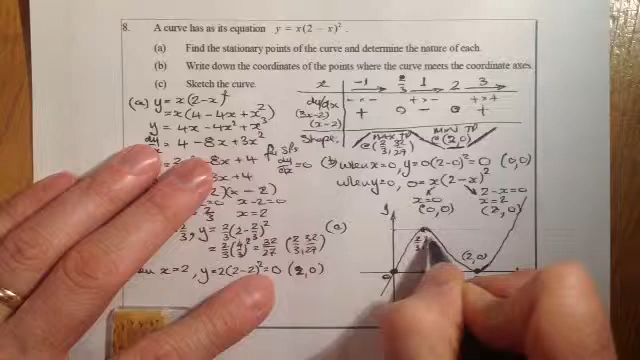 8. A curve has as its equation y = x(2 − x)².
(a) Find the stationary points of the curve and determine the nature of each.
(b) Write down the coordinates of the points where the curve meets the coordinate axes.
(c) Sketch the curve.
(a) y = x(2−x)²
= x(4 − 4x + x²)
y = 4x − 4x² + x³
dy/dx = 4 − 8x + 3x²
− 8x + 4
f. SPs dy/dx = 0
)(x − 2)
x − 2 = 0
x = 2
, y = 2/3(2 − 2/3)²
= 2/3(4/3)² = 32/27 (2/3, 32/27)
x = 2, y = 2(2−2)² = 0 (2, 0)
x −1 2/3 1 2 3
dy/dx − × − + > − + > +
(3x−2)(x−2) + 0 − 0 +
Shape
MAX TP @ (2/3, 32/27)
MIN TP @ (2, 0)
(b) when x = 0, y = 0(2−0)² = 0 (0, 0)
when y = 0, 0 = x(2 − x)²
x = 0 (0, 0)
2 − x = 0
x = 2
(2, 0)
y
(2, 0)